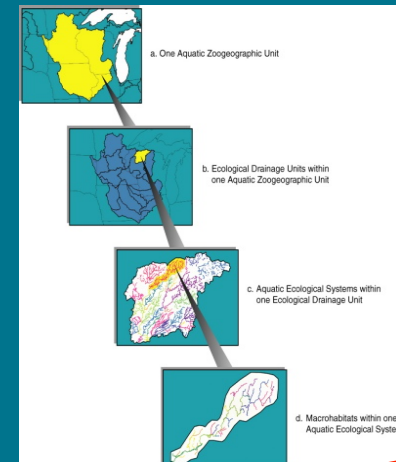 a. One Aquatic Zoogeographic Unit
b. Ecological Drainage Units within
one Aquatic Zoogeographic Unit
c. Aquatic Ecological Systems within
one Ecological Drainage Unit
d. Macrohabitats within one
Aquatic Ecological Syste